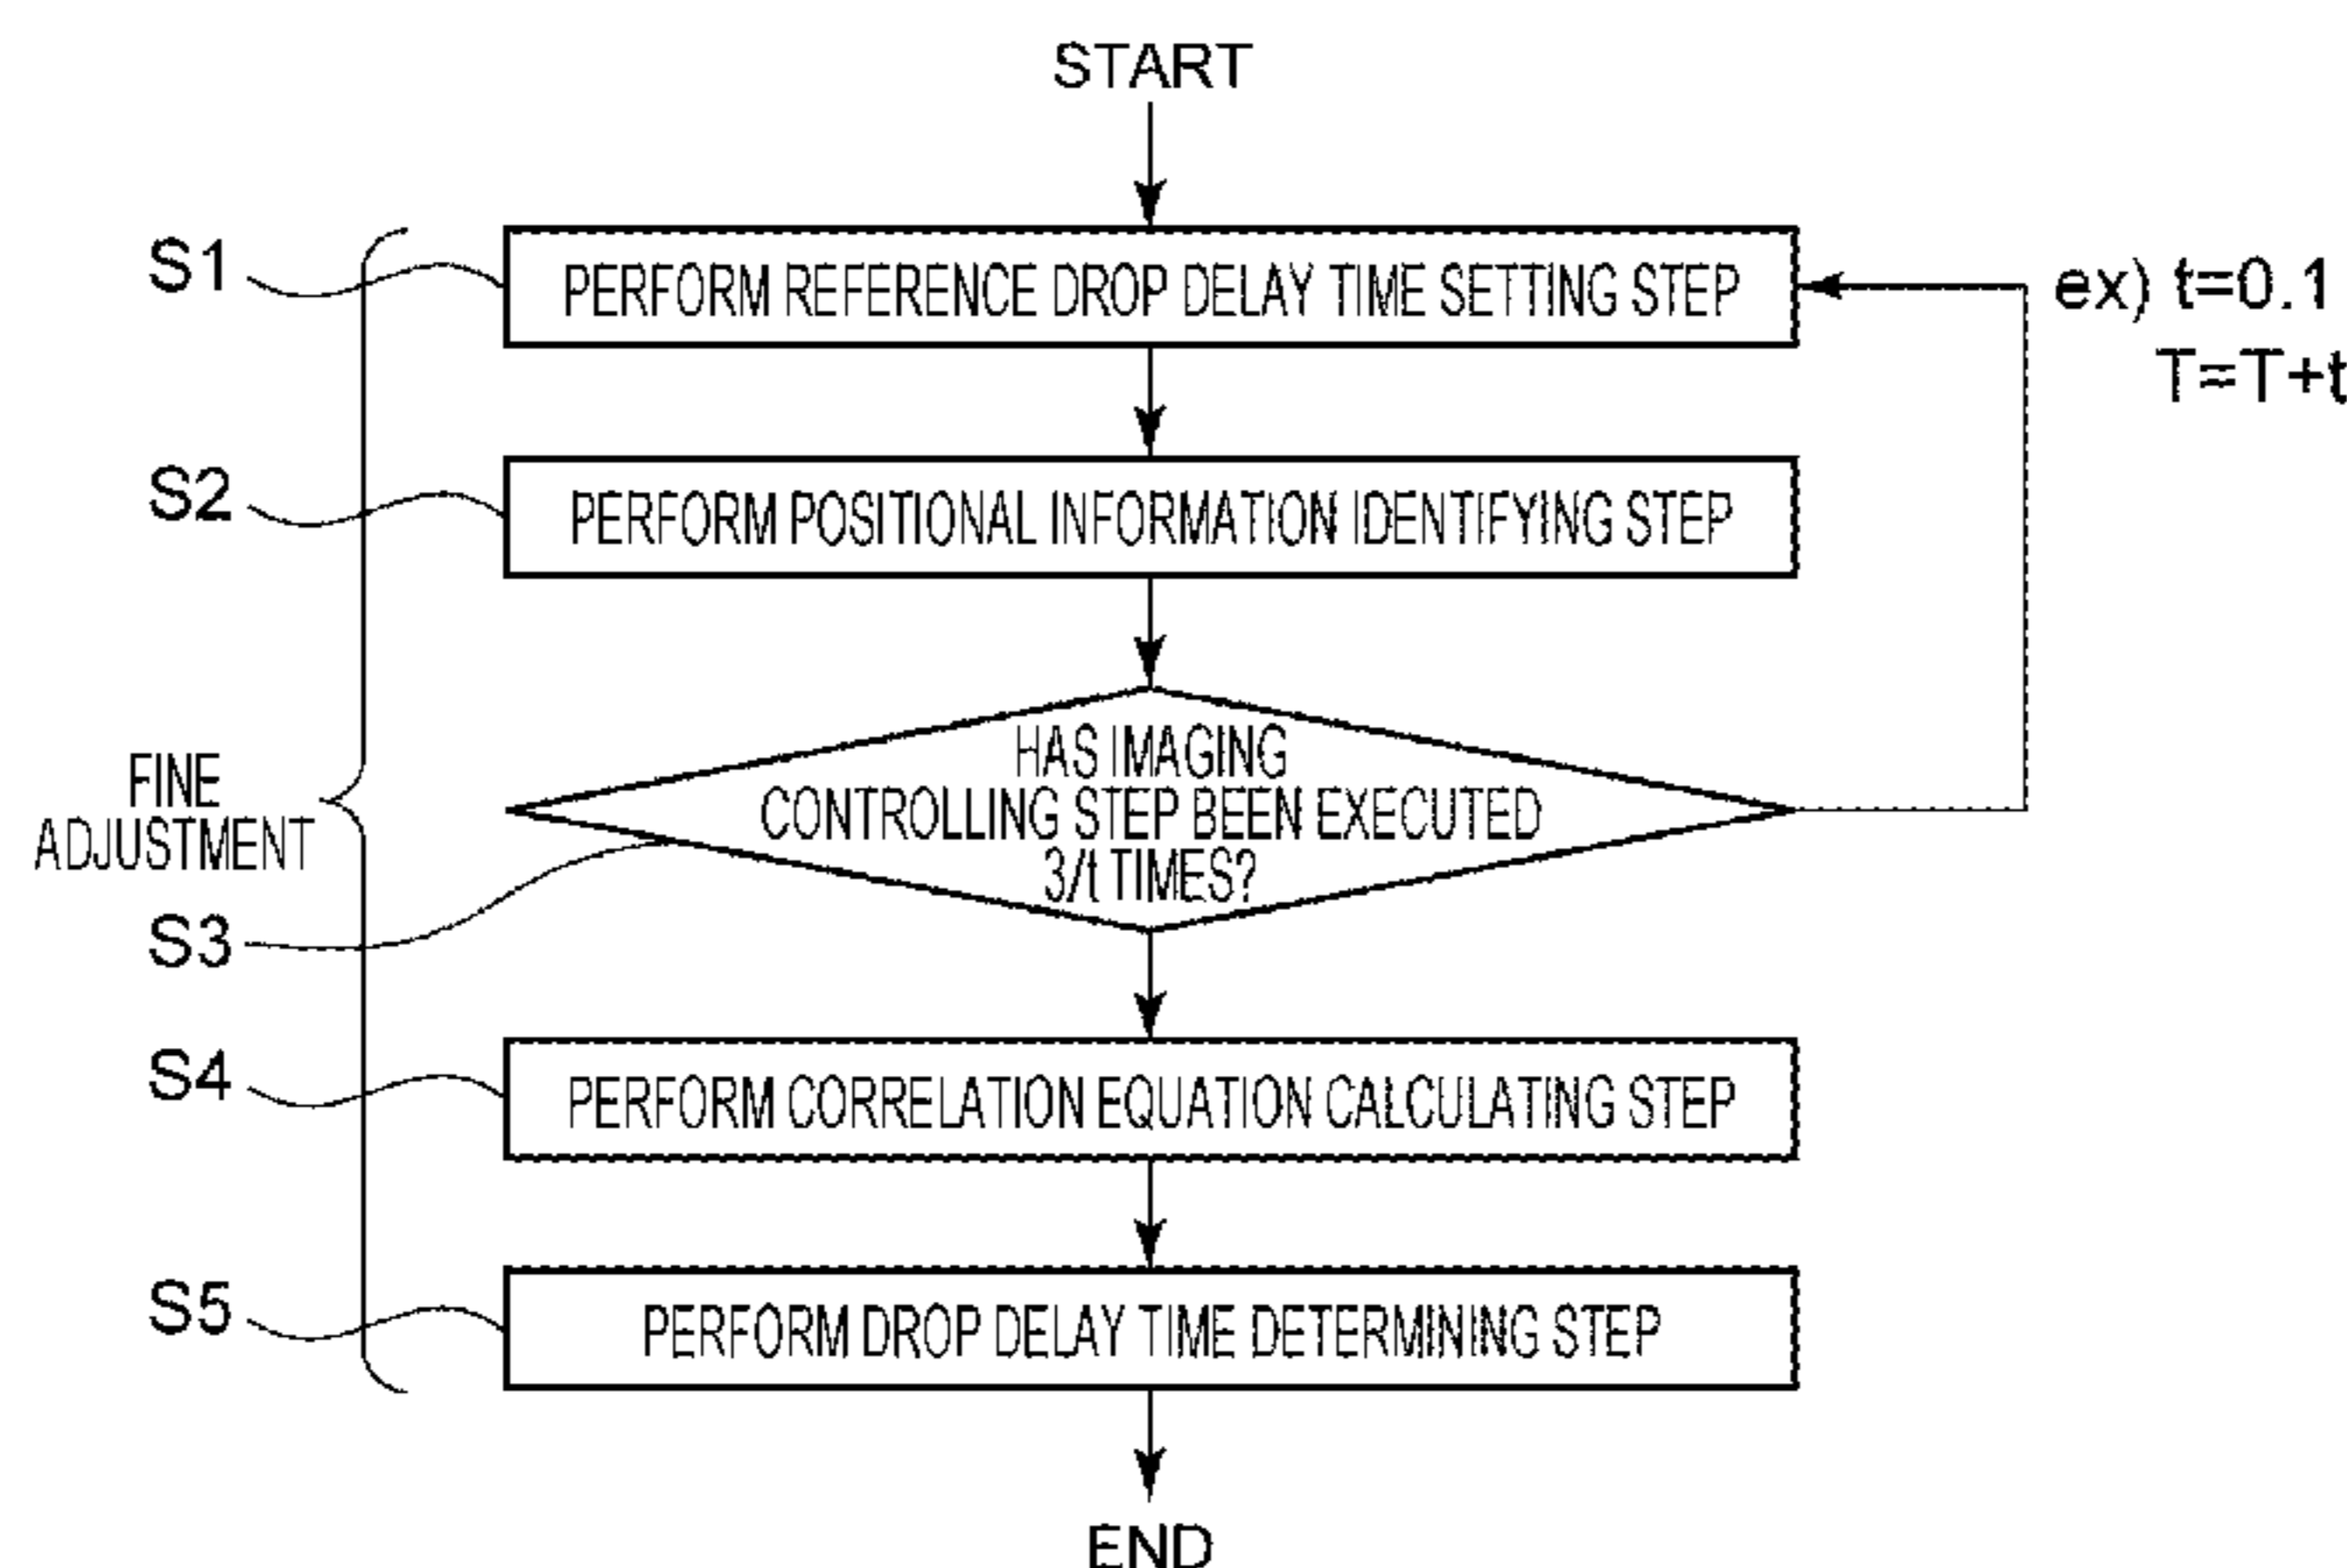 START
S1
PERFORM REFERENCE DROP DELAY TIME SETTING STEP
ex) t=0.1
T=T+t
S2
PERFORM POSITIONAL INFORMATION IDENTIFYING STEP
HAS IMAGING
CONTROLLING STEP BEEN EXECUTED
3/t TIMES?
FINE
ADJUSTMENT
S3
S4
PERFORM CORRELATION EQUATION CALCULATING STEP
S5
PERFORM DROP DELAY TIME DETERMINING STEP
END